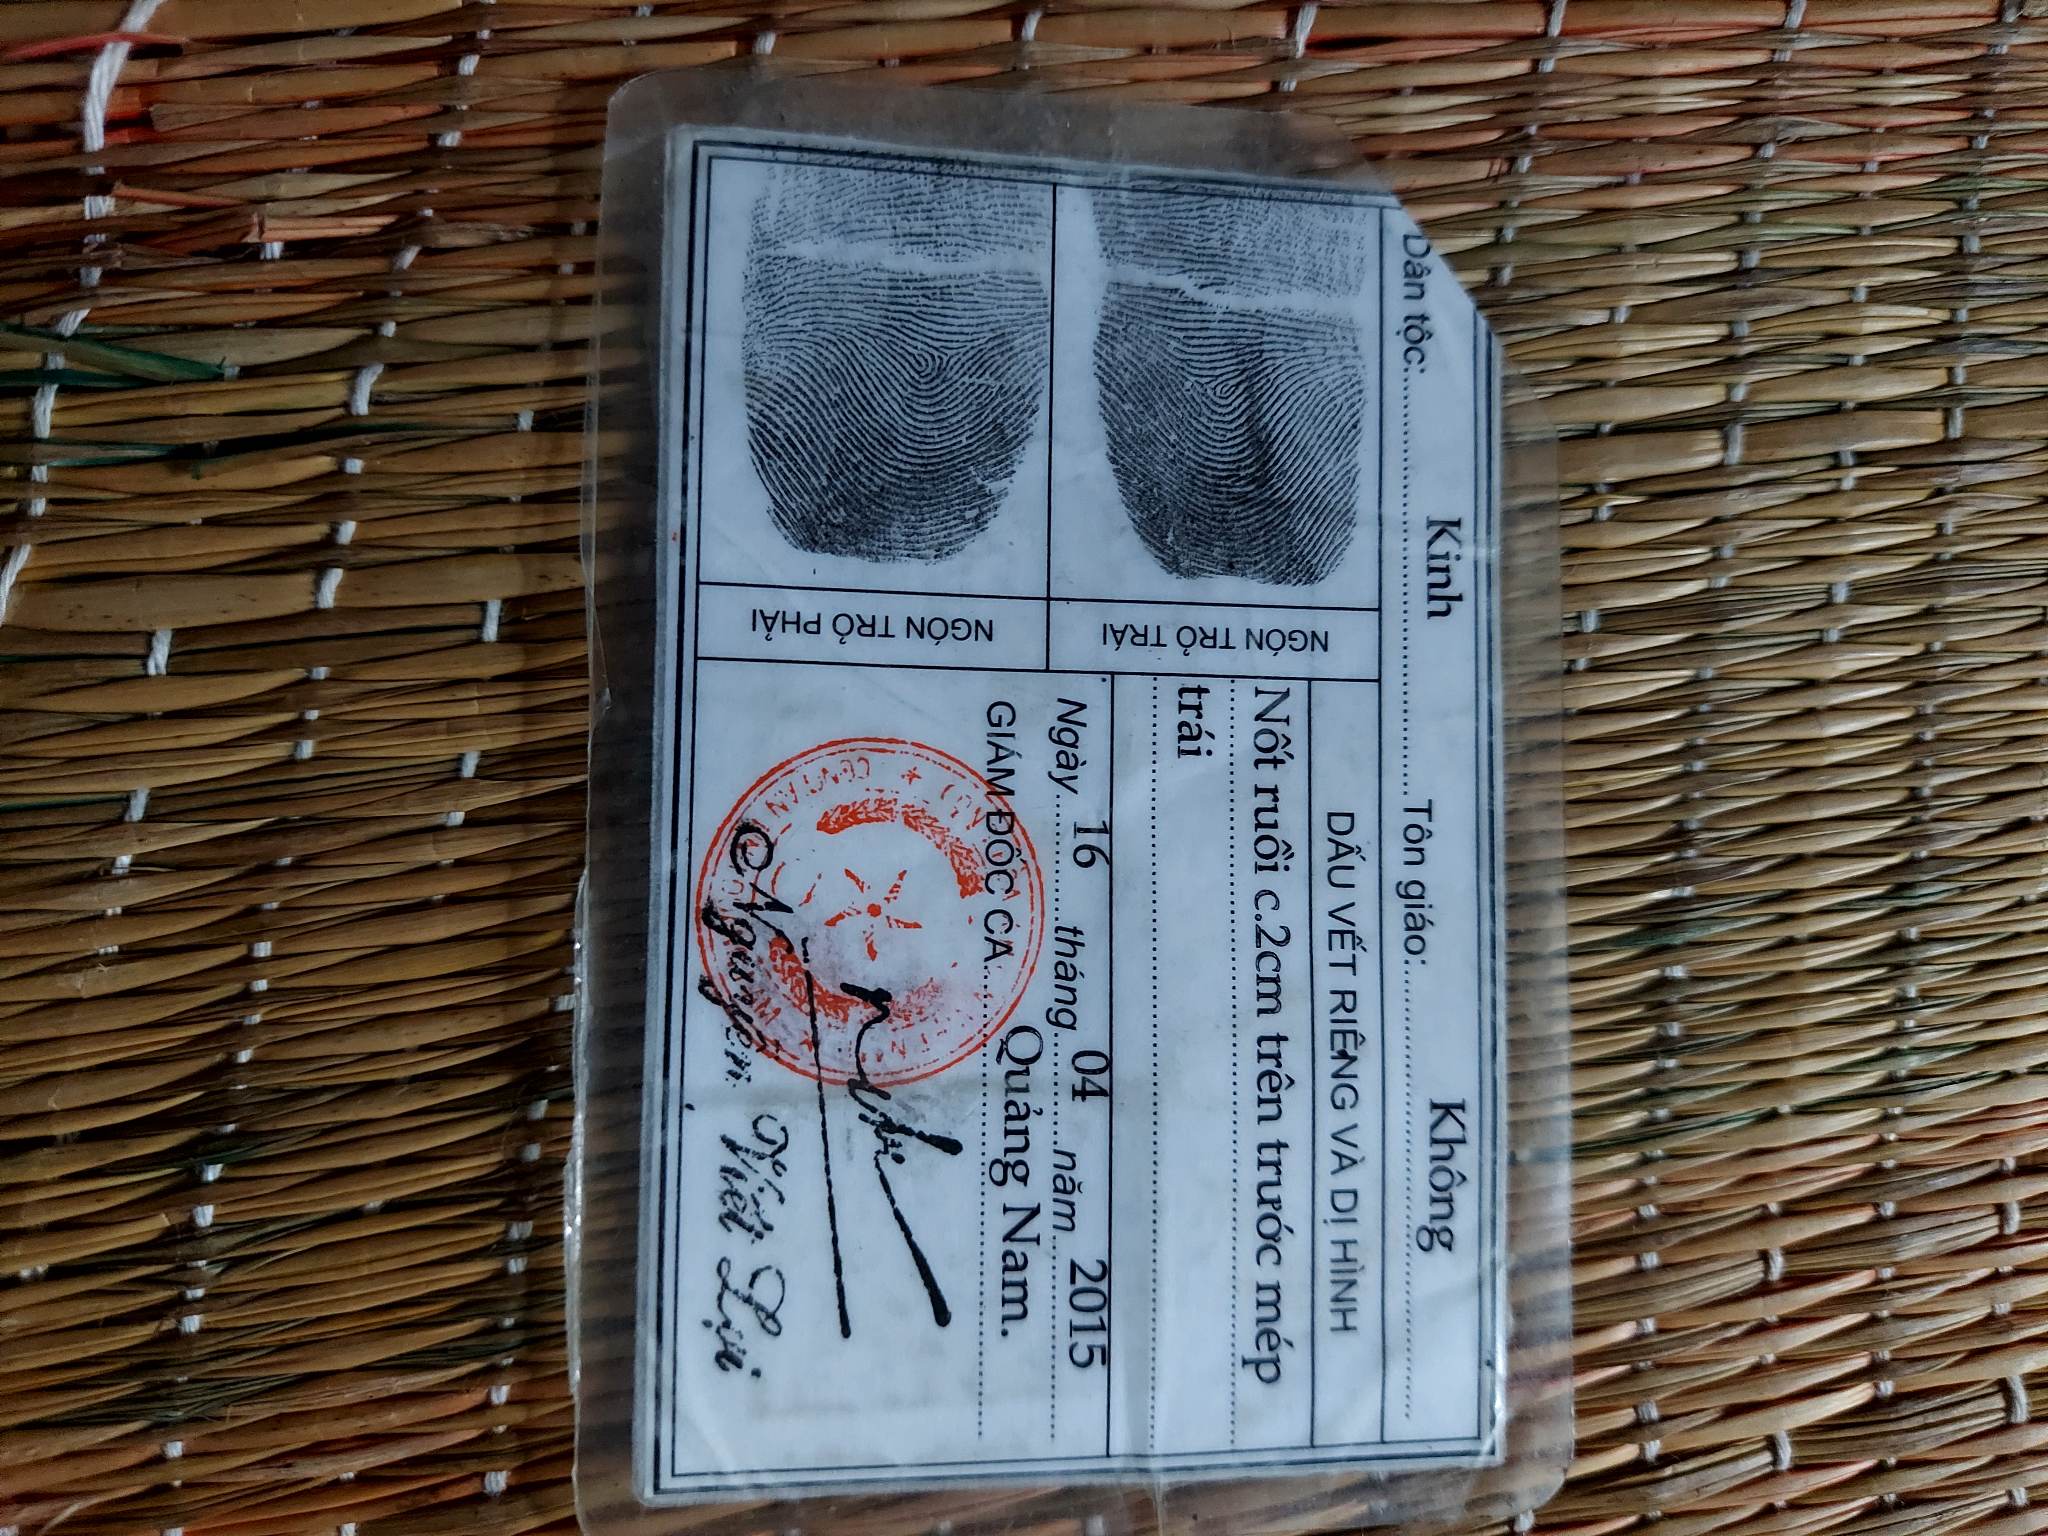 Dân tộc: Kinh Tôn giáo: Không
DẤU VẾT RIÊNG VÀ DỊ HÌNH
Nốt ruồi c.2cm trên trước mép
trái
NGÓN TRỎ TRÁI
NGÓN TRỎ PHẢI
Ngày 16 tháng 04 năm 2015
GIÁM ĐỐC CA Quảng Nam.
Nguyễn Viết Lợi